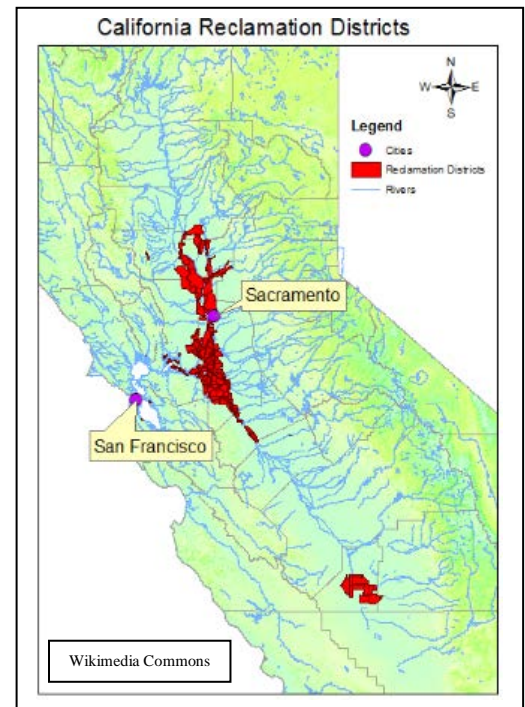 California Reclamation Districts
N
W E
S
Legend
Cities
Reclamation Districts
Rivers
Sacramento
San Francisco
Wikimedia Commons